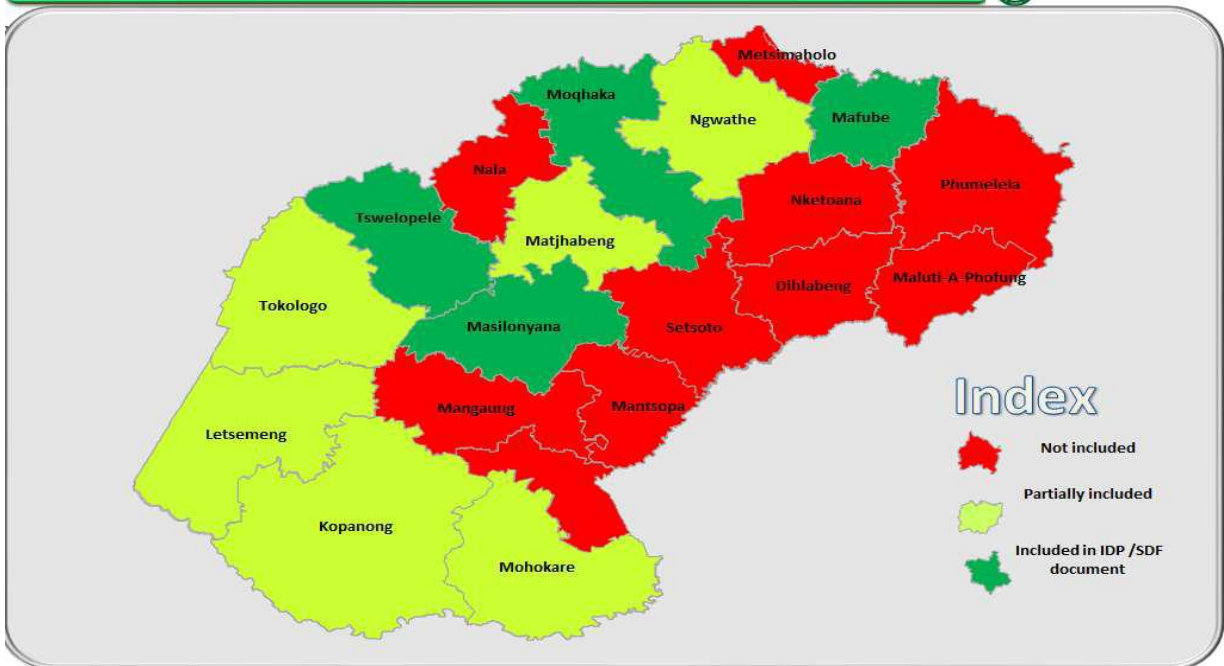 Metsimaholo
Moqhaka
Ngwathe
Mafube
Nala
Phumelela
Nketoana
Tswelopele
Matjhabeng
Maluti-A-Phofung
Dihlabeng
Tokologo
Masilonyana
Setsoto
Mangaung
Mantsopa
Letsemeng
Kopanong
Mohokare
Index
Not included
Partially included
Included in IDP /SDF
document